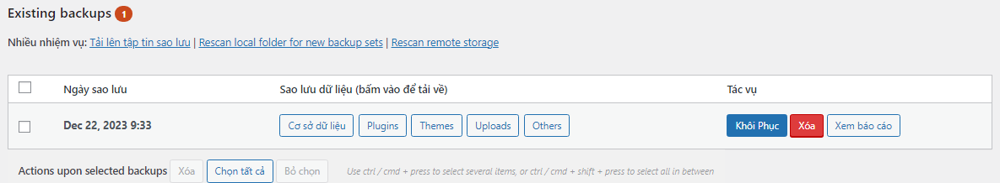 Existing backups 1
Nhiều nhiệm vụ: Tải lên tập tin sao lưu | Rescan local folder for new backup sets | Rescan remote storage
Ngày sao lưu Sao lưu dữ liệu (bấm vào để tải về) Tác vụ
Dec 22, 2023 9:33 Cơ sở dữ liệu Plugins Themes Uploads Others Khôi Phục Xóa Xem báo cáo
Actions upon selected backups Xóa Chọn tất cả Bỏ chọn Use ctrl / cmd + press to select several items, or ctrl / cmd + shift + press to select all in between